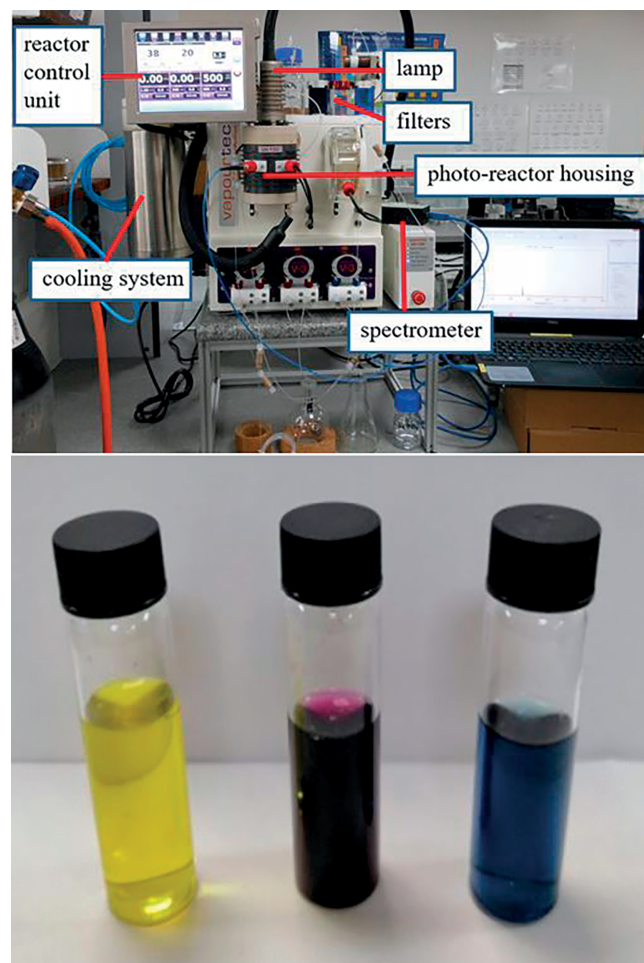 reactor
control
unit
38 20
0.00 0.00 500
lamp
filters
photo-reactor housing
vapourtec
cooling system
spectrometer
V-3